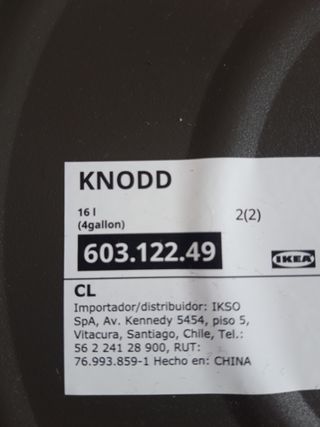 KNODD
16 l
(4gallon)
2(2)
603.122.49
IKEA
CL
Importador/distribuidor: IKSO
SpA, Av. Kennedy 5454, piso 5,
Vitacura, Santiago, Chile, Tel.:
56 2 241 28 900, RUT:
76.993.859-1 Hecho en: CHINA